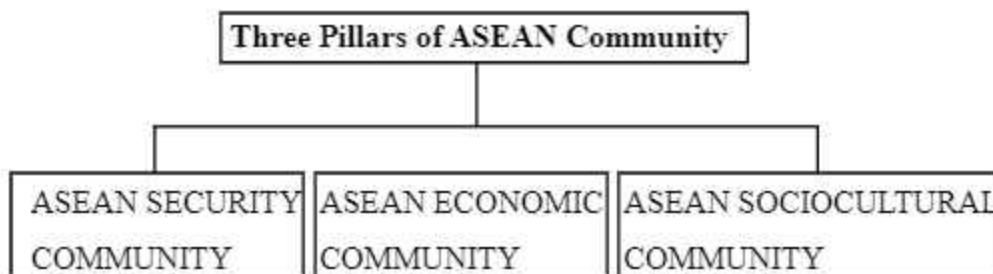 Three Pillars of ASEAN Community
ASEAN SECURITY
COMMUNITY
ASEAN ECONOMIC
COMMUNITY
ASEAN SOCIOCULTURAL
COMMUNITY